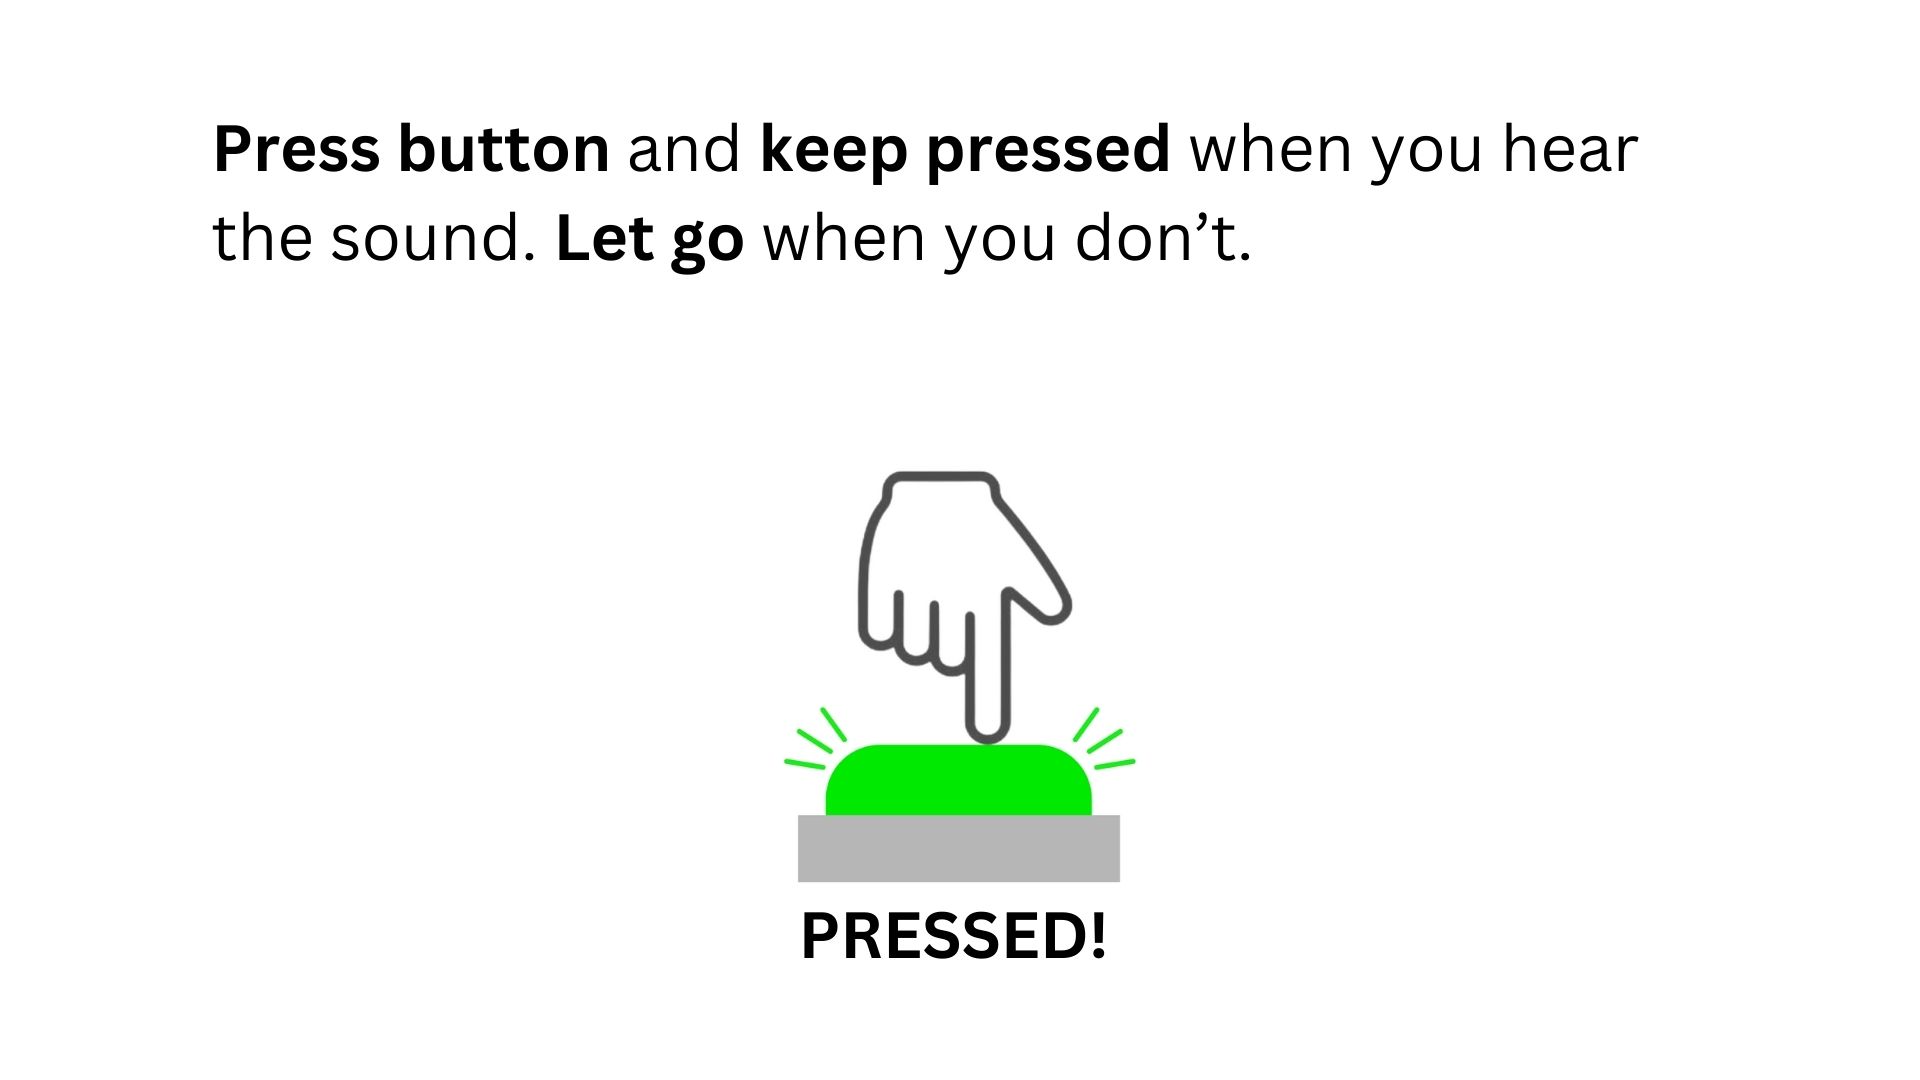 Press button and keep pressed when you hear
the sound. Let go when you don’t.
PRESSED!